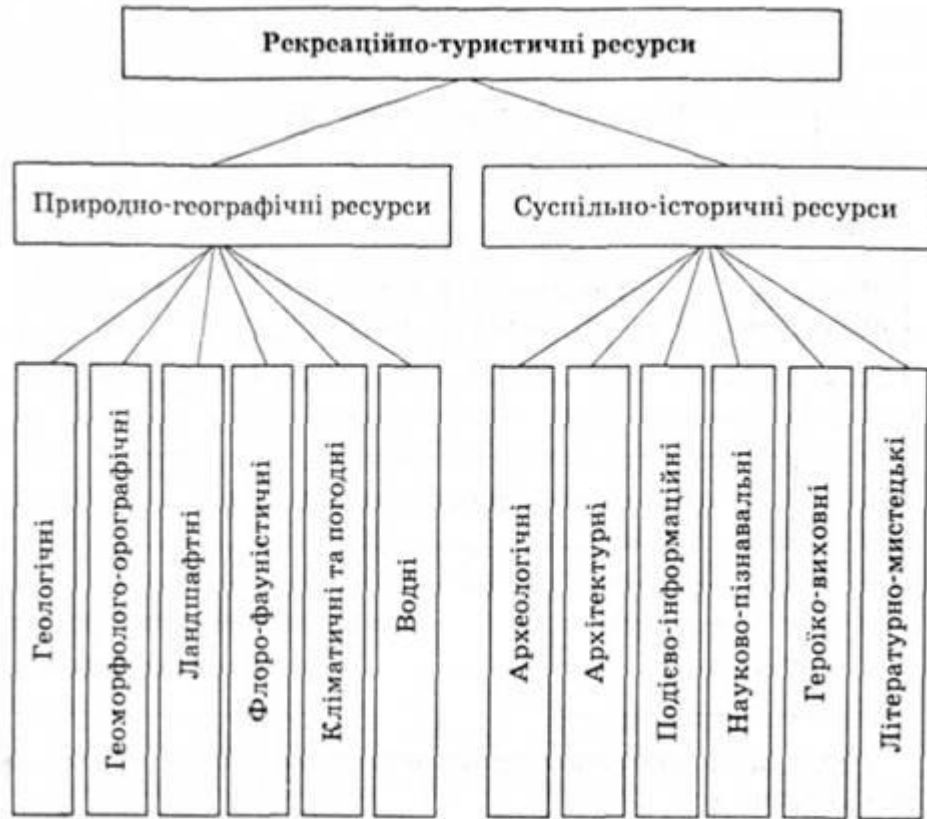 Рекреаційно-туристичні ресурси
Природно-географічні ресурси
Суспільно-історичні ресурси
Геологічні
Геоморфолого-орографічні
Ландшафтні
Флоро-фауністичні
Кліматичні та погодні
Водні
Археологічні
Архітектурні
Подієво-інформаційні
Науково-пізнавальні
Героїко-виховні
Літературно-мистецькі